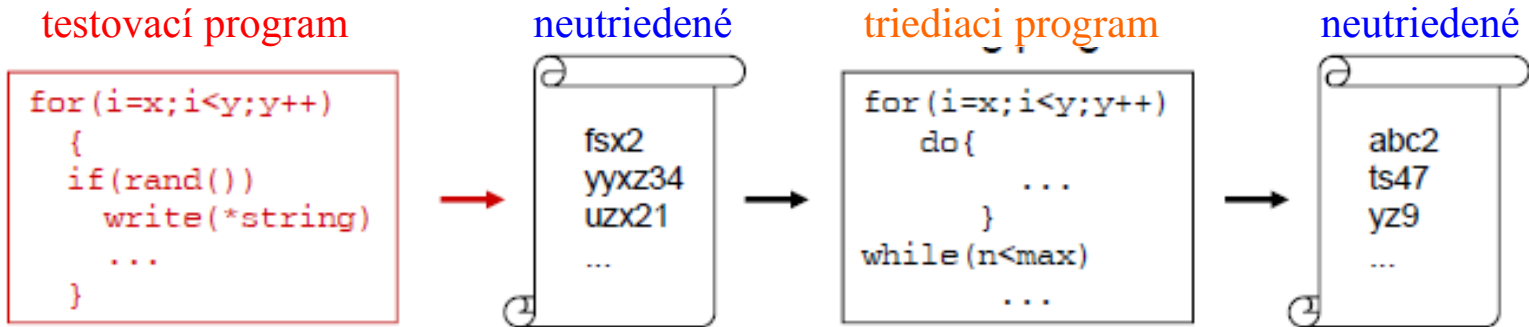 testovací program
for(i=x;i<y;y++)
{
if(rand())
write(*string)
...
}
neutriedené
fsx2
yyxz34
uzx21
...
triediaci program
for(i=x;i<y;y++)
do{
...
}
while(n<max)
...
neutriedené
abc2
ts47
yz9
...